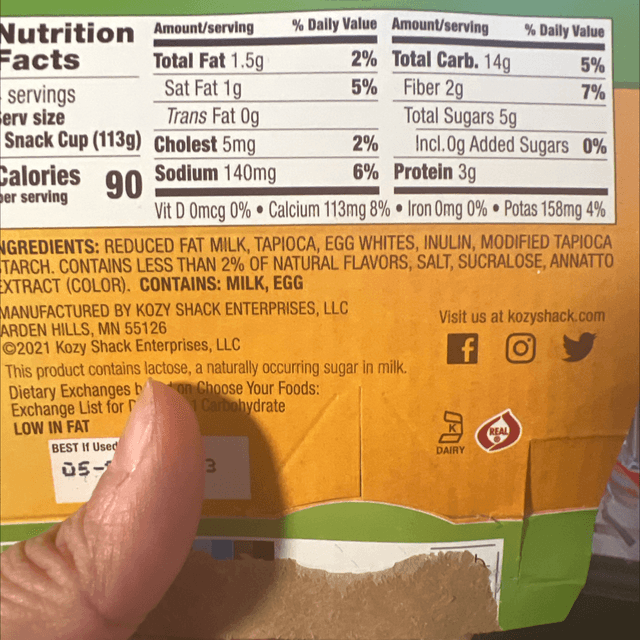 Nutrition Facts
servings
Serv size
Snack Cup (113g)
Calories per serving 90
Amount/serving % Daily Value
Total Fat 1.5g 2%
Sat Fat 1g 5%
Trans Fat 0g
Cholest 5mg 2%
Sodium 140mg 6%
Amount/serving % Daily Value
Total Carb. 14g 5%
Fiber 2g 7%
Total Sugars 5g
Incl.0g Added Sugars 0%
Protein 3g
Vit D 0mcg 0% • Calcium 113mg 8% • Iron 0mg 0% • Potas 158mg 4%
INGREDIENTS: REDUCED FAT MILK, TAPIOCA, EGG WHITES, INULIN, MODIFIED TAPIOCA
STARCH. CONTAINS LESS THAN 2% OF NATURAL FLAVORS, SALT, SUCRALOSE, ANNATTO
EXTRACT (COLOR). CONTAINS: MILK, EGG
MANUFACTURED BY KOZY SHACK ENTERPRISES, LLC
ARDEN HILLS, MN 55126
©2021 Kozy Shack Enterprises, LLC
This product contains lactose, a naturally occurring sugar in milk.
Dietary Exchanges on Choose Your Foods:
Exchange List for Carbohydrate
LOW IN FAT
BEST If Used
05-
3
Visit us at kozyshack.com
f
K
DAIRY
REAL